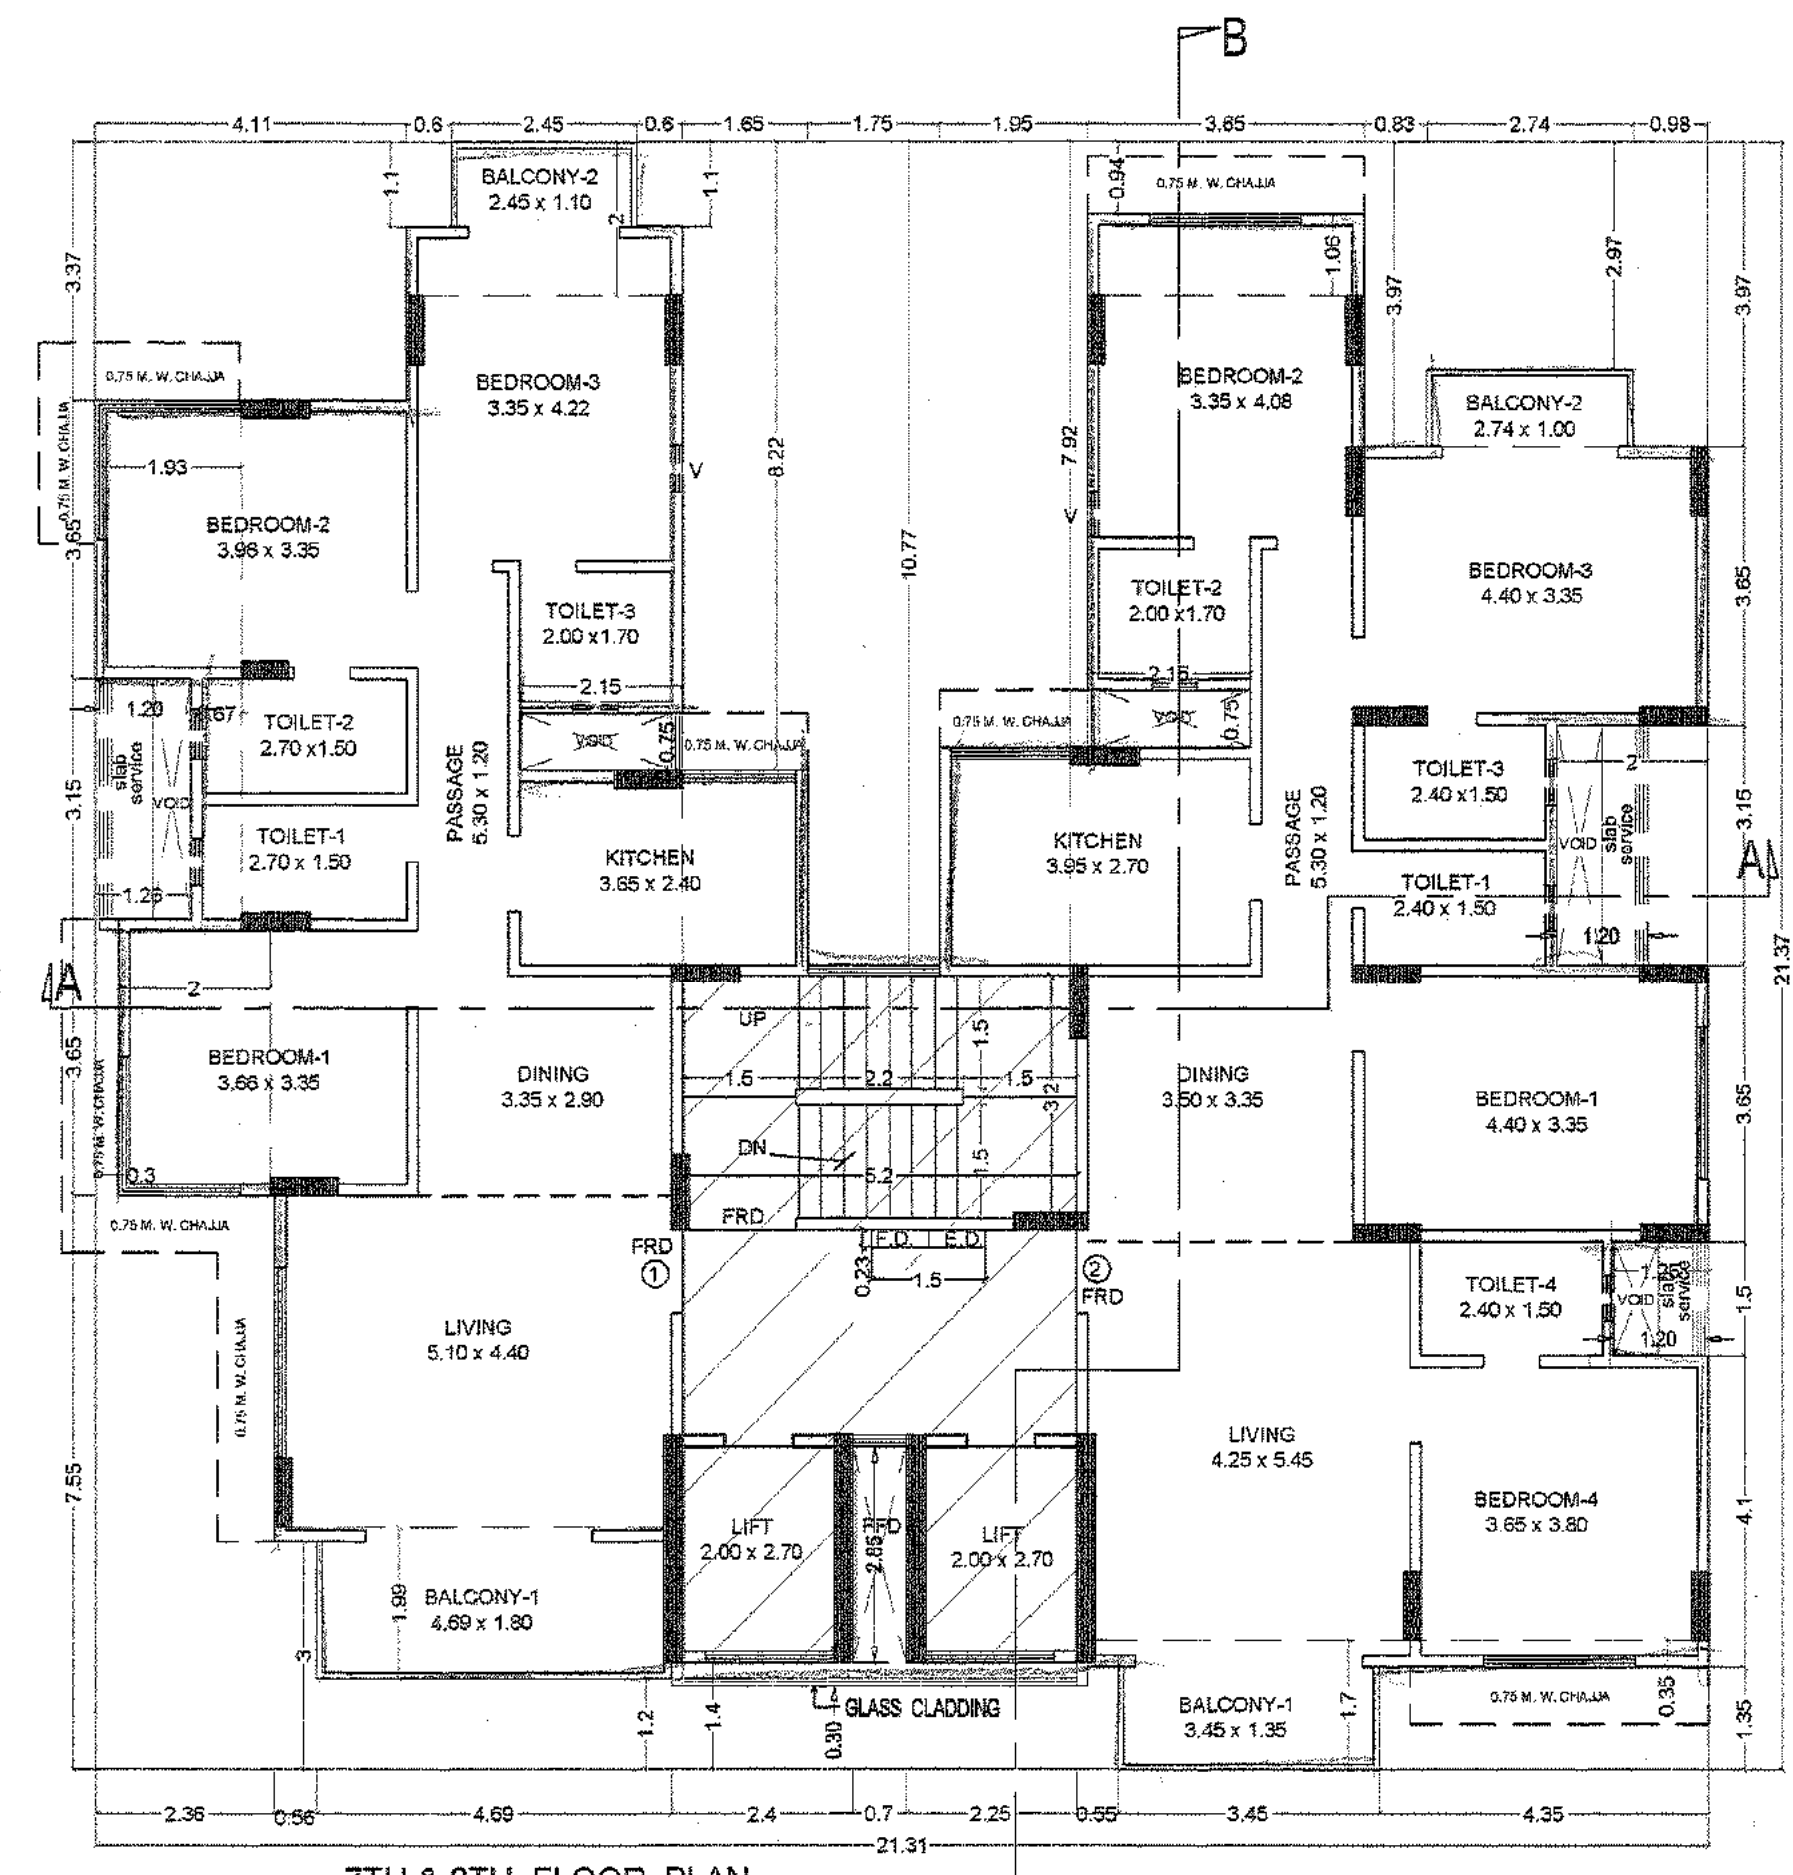 B
4.11 0.6 2.45 0.6 1.65 1.75 1.95 3.65 0.83 2.74 0.98
BALCONY-2
2.45 x 1.10
1.1
2
1.1
0.94
0.75 M. W. CHAJJA
1.06
3.97
2.97
3.97
3.37
0.75 M. W. CHAJJA
0.75 M. W. CHAJJA
BEDROOM-3
3.35 x 4.22
BEDROOM-2
3.35 x 4.08
BALCONY-2
2.74 x 1.00
1.93
V
8.22
10.77
7.92
V
BEDROOM-2
3.96 x 3.35
3.65
BEDROOM-3
4.40 x 3.35
3.65
TOILET-3
2.00 x1.70
TOILET-2
2.00 x1.70
2.15
2.15
1.20
.67
TOILET-2
2.70 x1.50
VOID
0.75
0.75 M. W. CHAJJA
0.75 M. W. CHAJJA
VOID
0.75
slab
service
VOID
3.15
PASSAGE
5.30 x 1.20
TOILET-3
2.40 x1.50
2
VOID
slab
service
3.15
TOILET-1
2.70 x 1.50
KITCHEN
3.65 x 2.40
KITCHEN
3.95 x 2.70
PASSAGE
5.30 x 1.20
TOILET-1
2.40 x 1.50
A
1.26
1.20
21.37
A
2
UP
1.5
BEDROOM-1
3.66 x 3.35
3.65
0.75 M. W. CHAJJA
0.3
DINING
3.35 x 2.90
1.5 2.2 1.5
3.2
DINING
3.50 x 3.35
BEDROOM-1
4.40 x 3.35
3.65
DN
1.5
5.2
FRD
0.75 M. W. CHAJJA
FRD
1
F.D. E.D.
0.23
1.5
2
FRD
TOILET-4
2.40 x 1.50
VOID
slab
service
1.20
1.5
LIVING
5.10 x 4.40
0.75 M. W. CHAJJA
LIVING
4.25 x 5.45
7.55
LIFT
2.00 x 2.70
FFD
2.85
LIFT
2.00 x 2.70
BEDROOM-4
3.65 x 3.80
4.1
BALCONY-1
4.69 x 1.80
1.99
3
1.2
1.4
0.30
GLASS CLADDING
BALCONY-1
3.45 x 1.35
1.7
0.75 M. W. CHAJJA
0.35
1.35
2.36 0.56 4.69 2.4 0.7 2.25 0.55 3.45 4.35
21.31
7TH & 8TH FLOOR PLAN